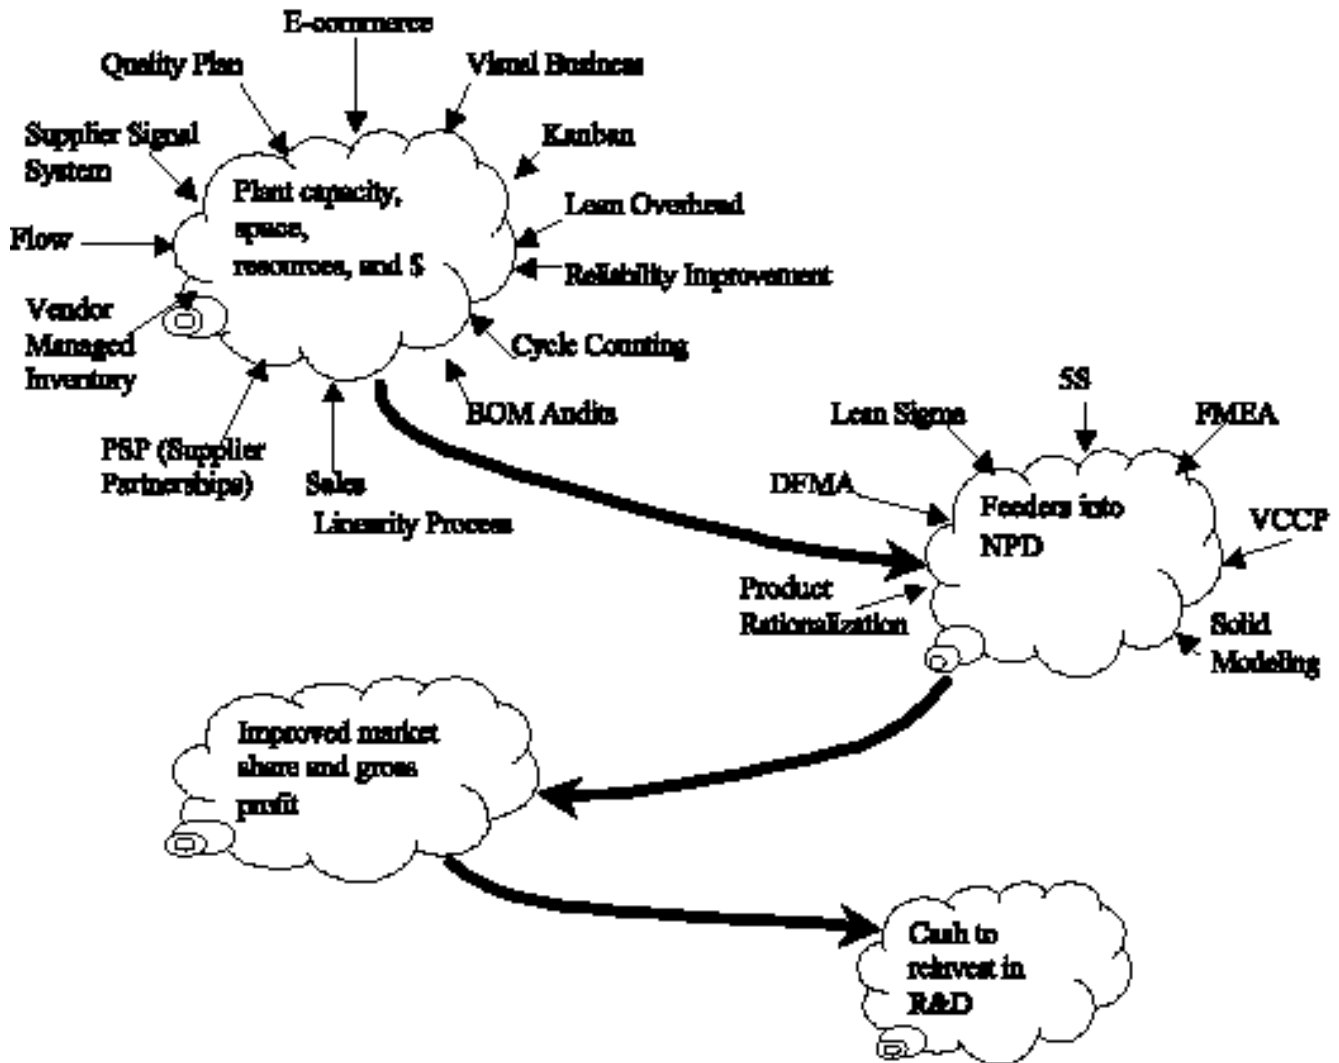 E-commerce
Quality Plan
Visual Business
Supplier Signal
System
Kanban
Plant capacity,
space,
resources, and $
Lean Overhead
Flow
Reliability Improvement
Vendor
Managed
Inventory
Cycle Counting
BOM Audits
PSP (Supplier
Partnerships)
Sales
Linearity Process
5S
Lean Sigma
FMEA
DFMA
Feeders into
NPD
VCCP
Product
Rationalization
Solid
Modeling
Improved market
share and gross
profit
Cash to
reinvest in
R&D